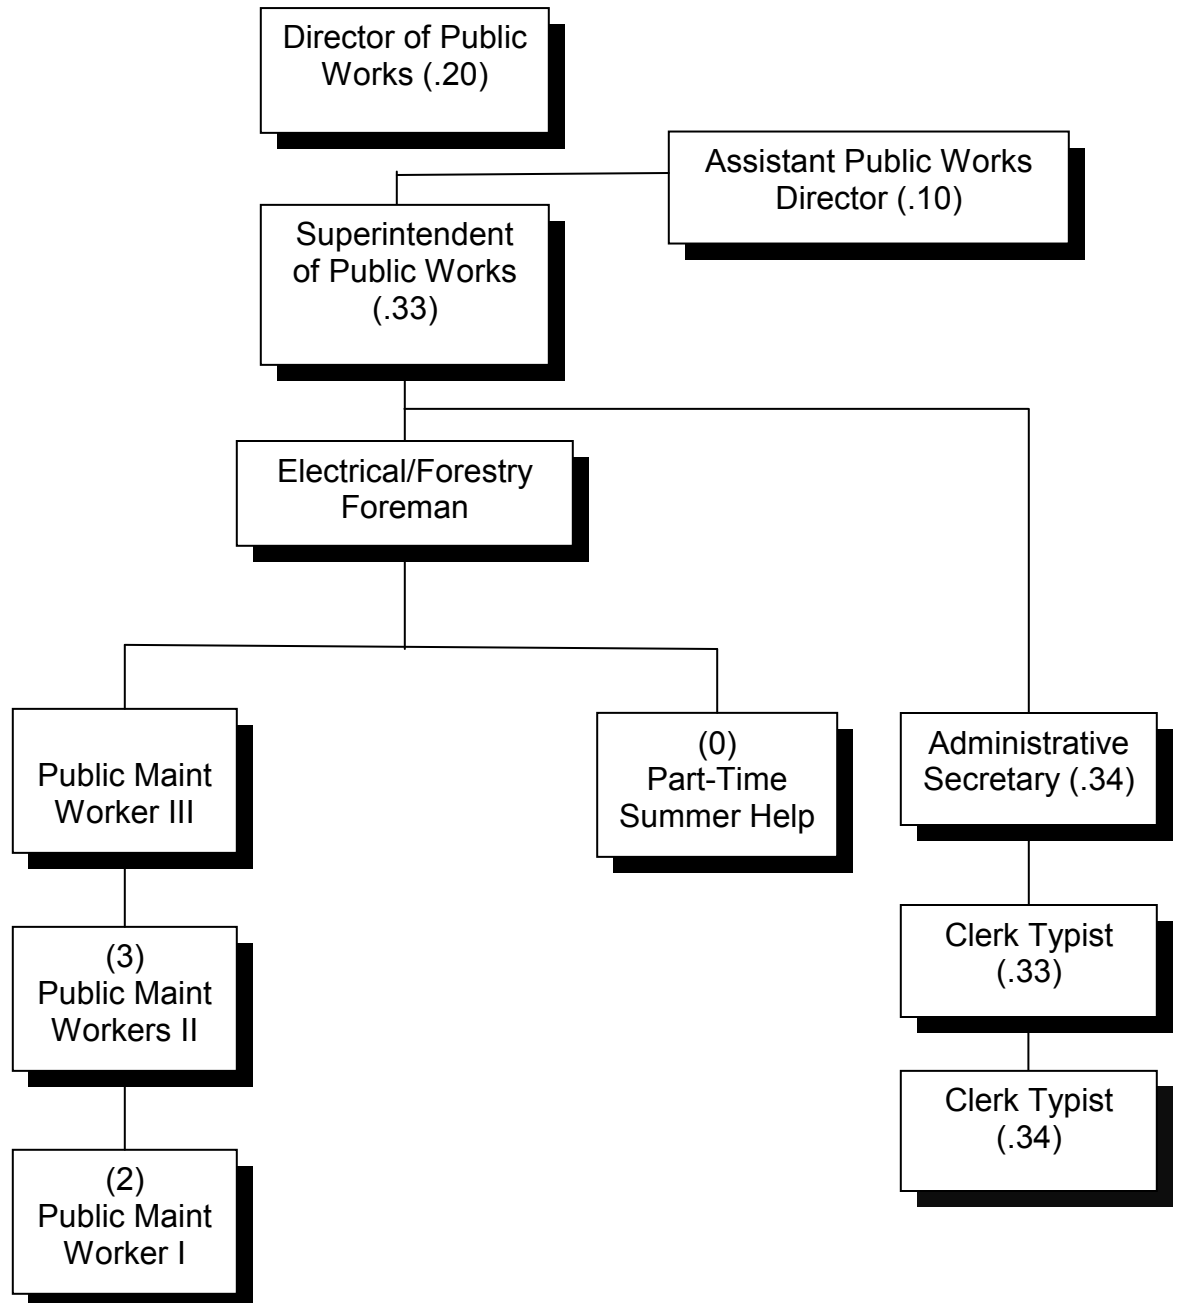 Director of Public
Works (.20)
Assistant Public Works
Director (.10)
Superintendent
of Public Works
(.33)
Electrical/Forestry
Foreman
Public Maint
Worker III
(0)
Part-Time
Summer Help
Administrative
Secretary (.34)
(3)
Public Maint
Workers II
Clerk Typist
(.33)
Clerk Typist
(.34)
(2)
Public Maint
Worker I